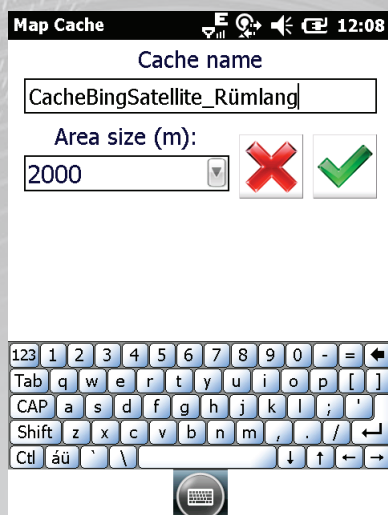 Map Cache E 12:08
Cache name
CacheBingSatellite_Rümlang
Area size (m):
2000
123 1 2 3 4 5 6 7 8 9 0 - =
Tab q w e r t y u i o p [ ]
CAP a s d f g h j k l ; '
Shift z x c v b n m , . /
Ctl áü ` \